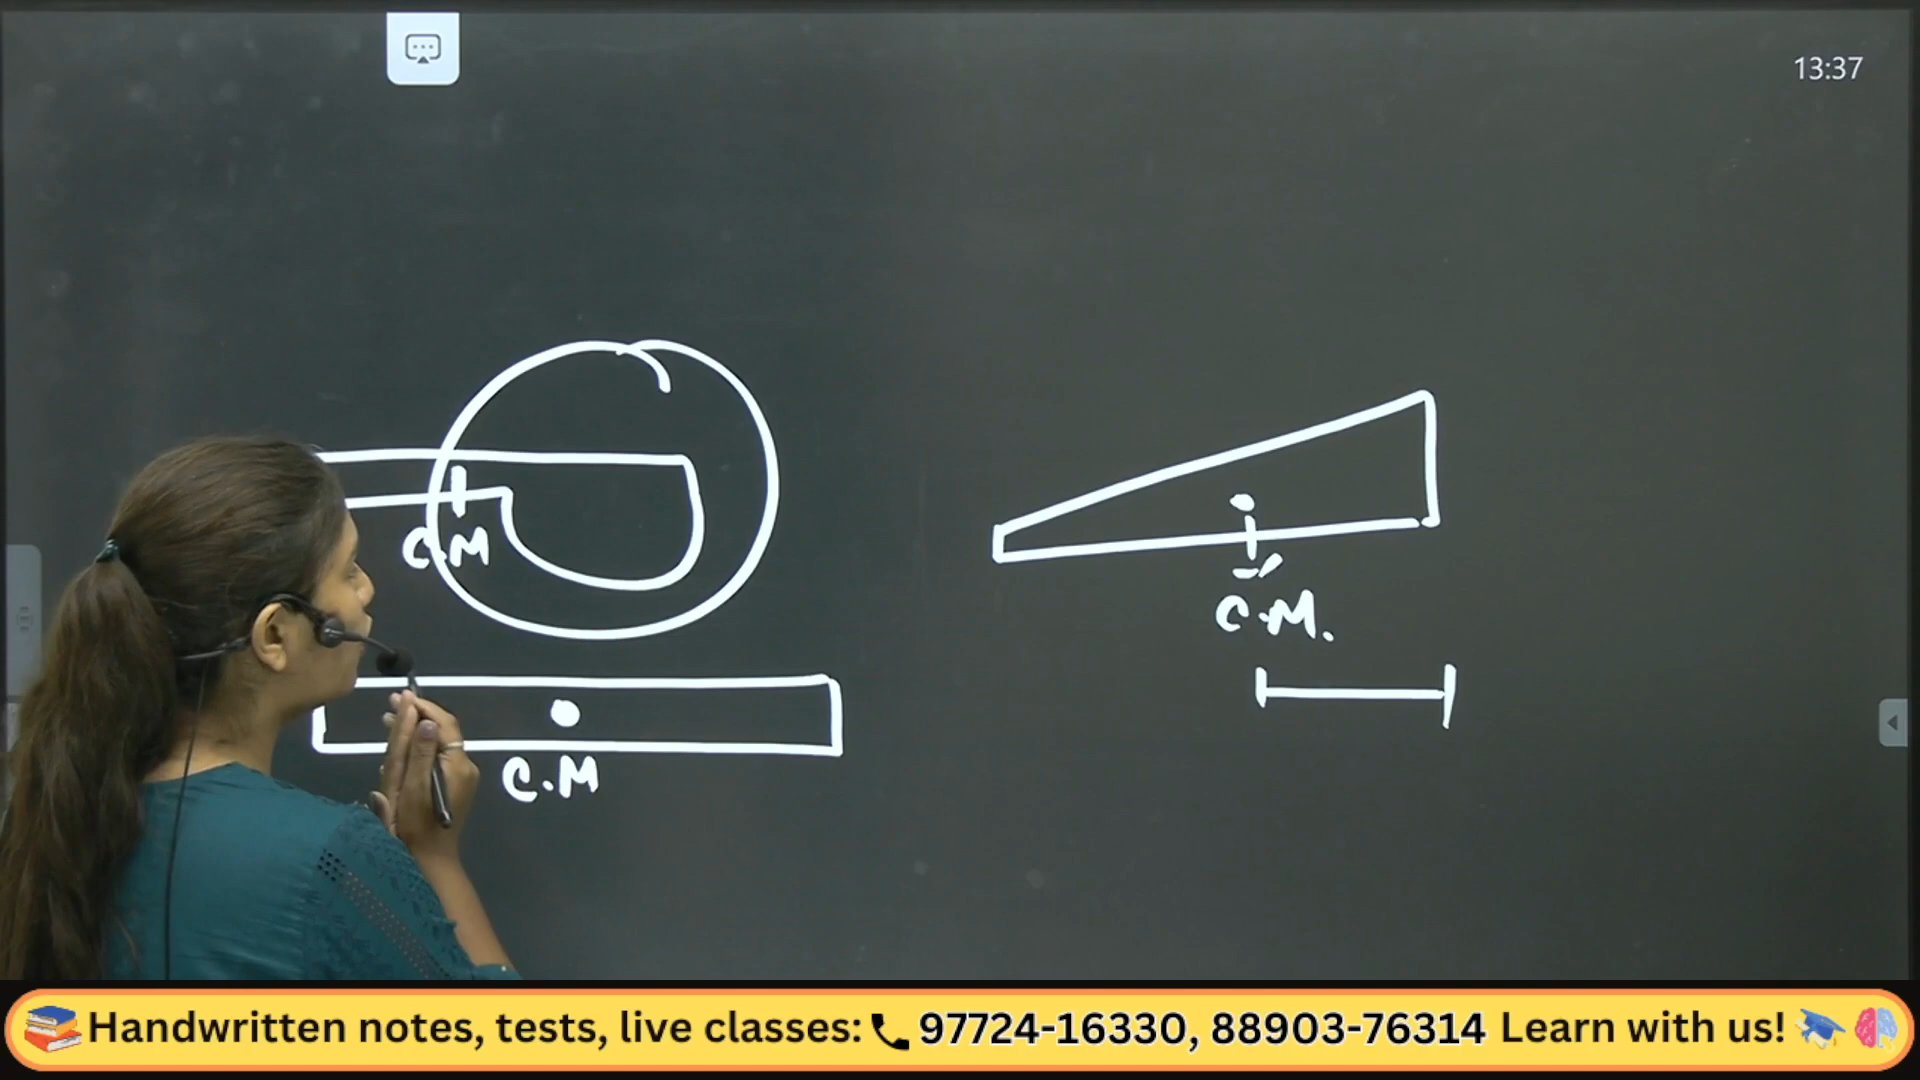 13:37
C.M
C.M.
C.M
Handwritten notes, tests, live classes: 97724-16330, 88903-76314 Learn with us!